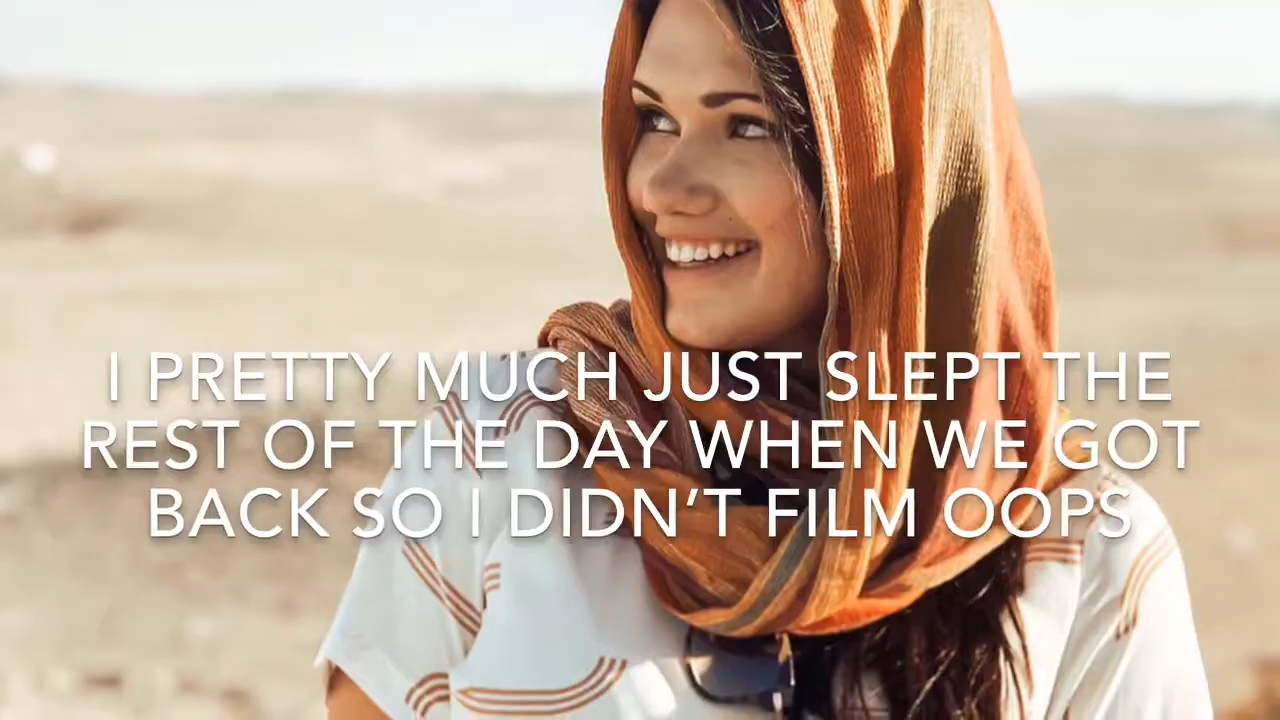 I PRETTY MUCH JUST SLEPT THE
REST OF THE DAY WHEN WE GOT
BACK SO I DIDN’T FILM OOPS